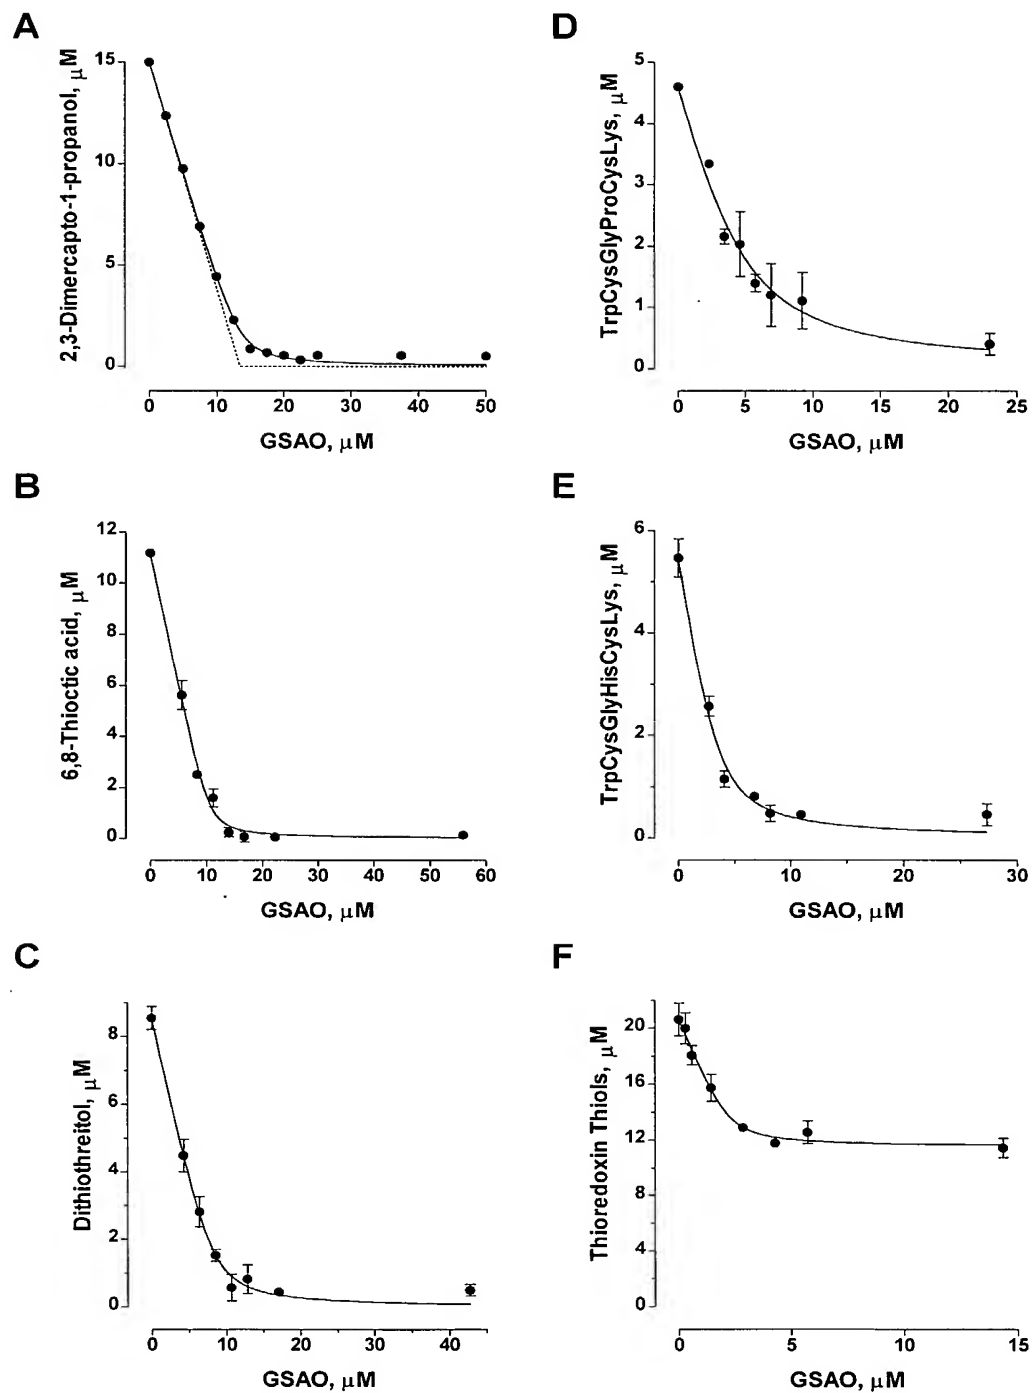 A
2,3-Dimercapto-1-propanol, μM
15
10
5
0
0 10 20 30 40 50
GSAO, μM
B
6,8-Thioctic acid, μM
12
10
8
6
4
2
0
0 10 20 30 40 50 60
GSAO, μM
C
Dithiothreitol, μM
8
6
4
2
0
0 10 20 30 40
GSAO, μM
D
TrpCysGlyProCysLys, μM
5
4
3
2
1
0
0 5 10 15 20 25
GSAO, μM
E
TrpCysGlyHisCysLys, μM
6
4
2
0
0 10 20 30
GSAO, μM
F
Thioredoxin Thiols, μM
20
16
12
8
4
0
0 5 10 15
GSAO, μM